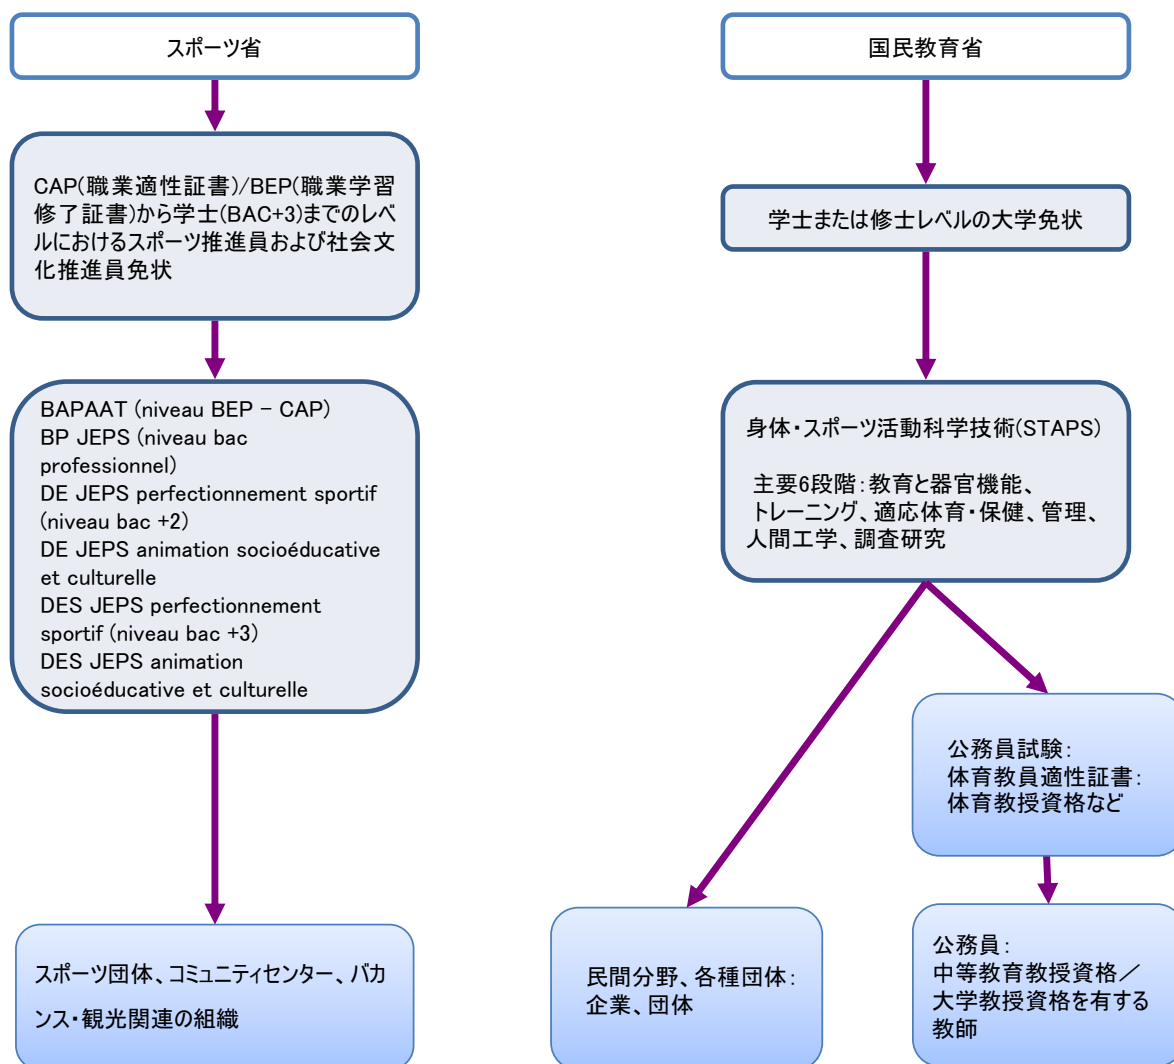 スポーツ省
CAP(職業適性証書)/BEP(職業学習
修了証書)から学士(BAC+3)までのレベ
ルにおけるスポーツ推進員および社会文
化推進員免状
BAPAAT (niveau BEP – CAP)
BP JEPS (niveau bac
professionnel)
DE JEPS perfectionnement sportif
(niveau bac +2)
DE JEPS animation socioéducative
et culturelle
DES JEPS perfectionnement
sportif (niveau bac +3)
DES JEPS animation
socioéducative et culturelle
スポーツ団体、コミュニティセンター、バカ
ンス・観光関連の組織
国民教育省
学士または修士レベルの大学免状
身体・スポーツ活動科学技術(STAPS)
主要6段階：教育と器官機能、
トレーニング、適応体育・保健、管理、
人間工学、調査研究
民間分野、各種団体：
企業、団体
公務員試験：
体育教員適性証書：
体育教授資格など
公務員：
中等教育教授資格／
大学教授資格を有する
教師